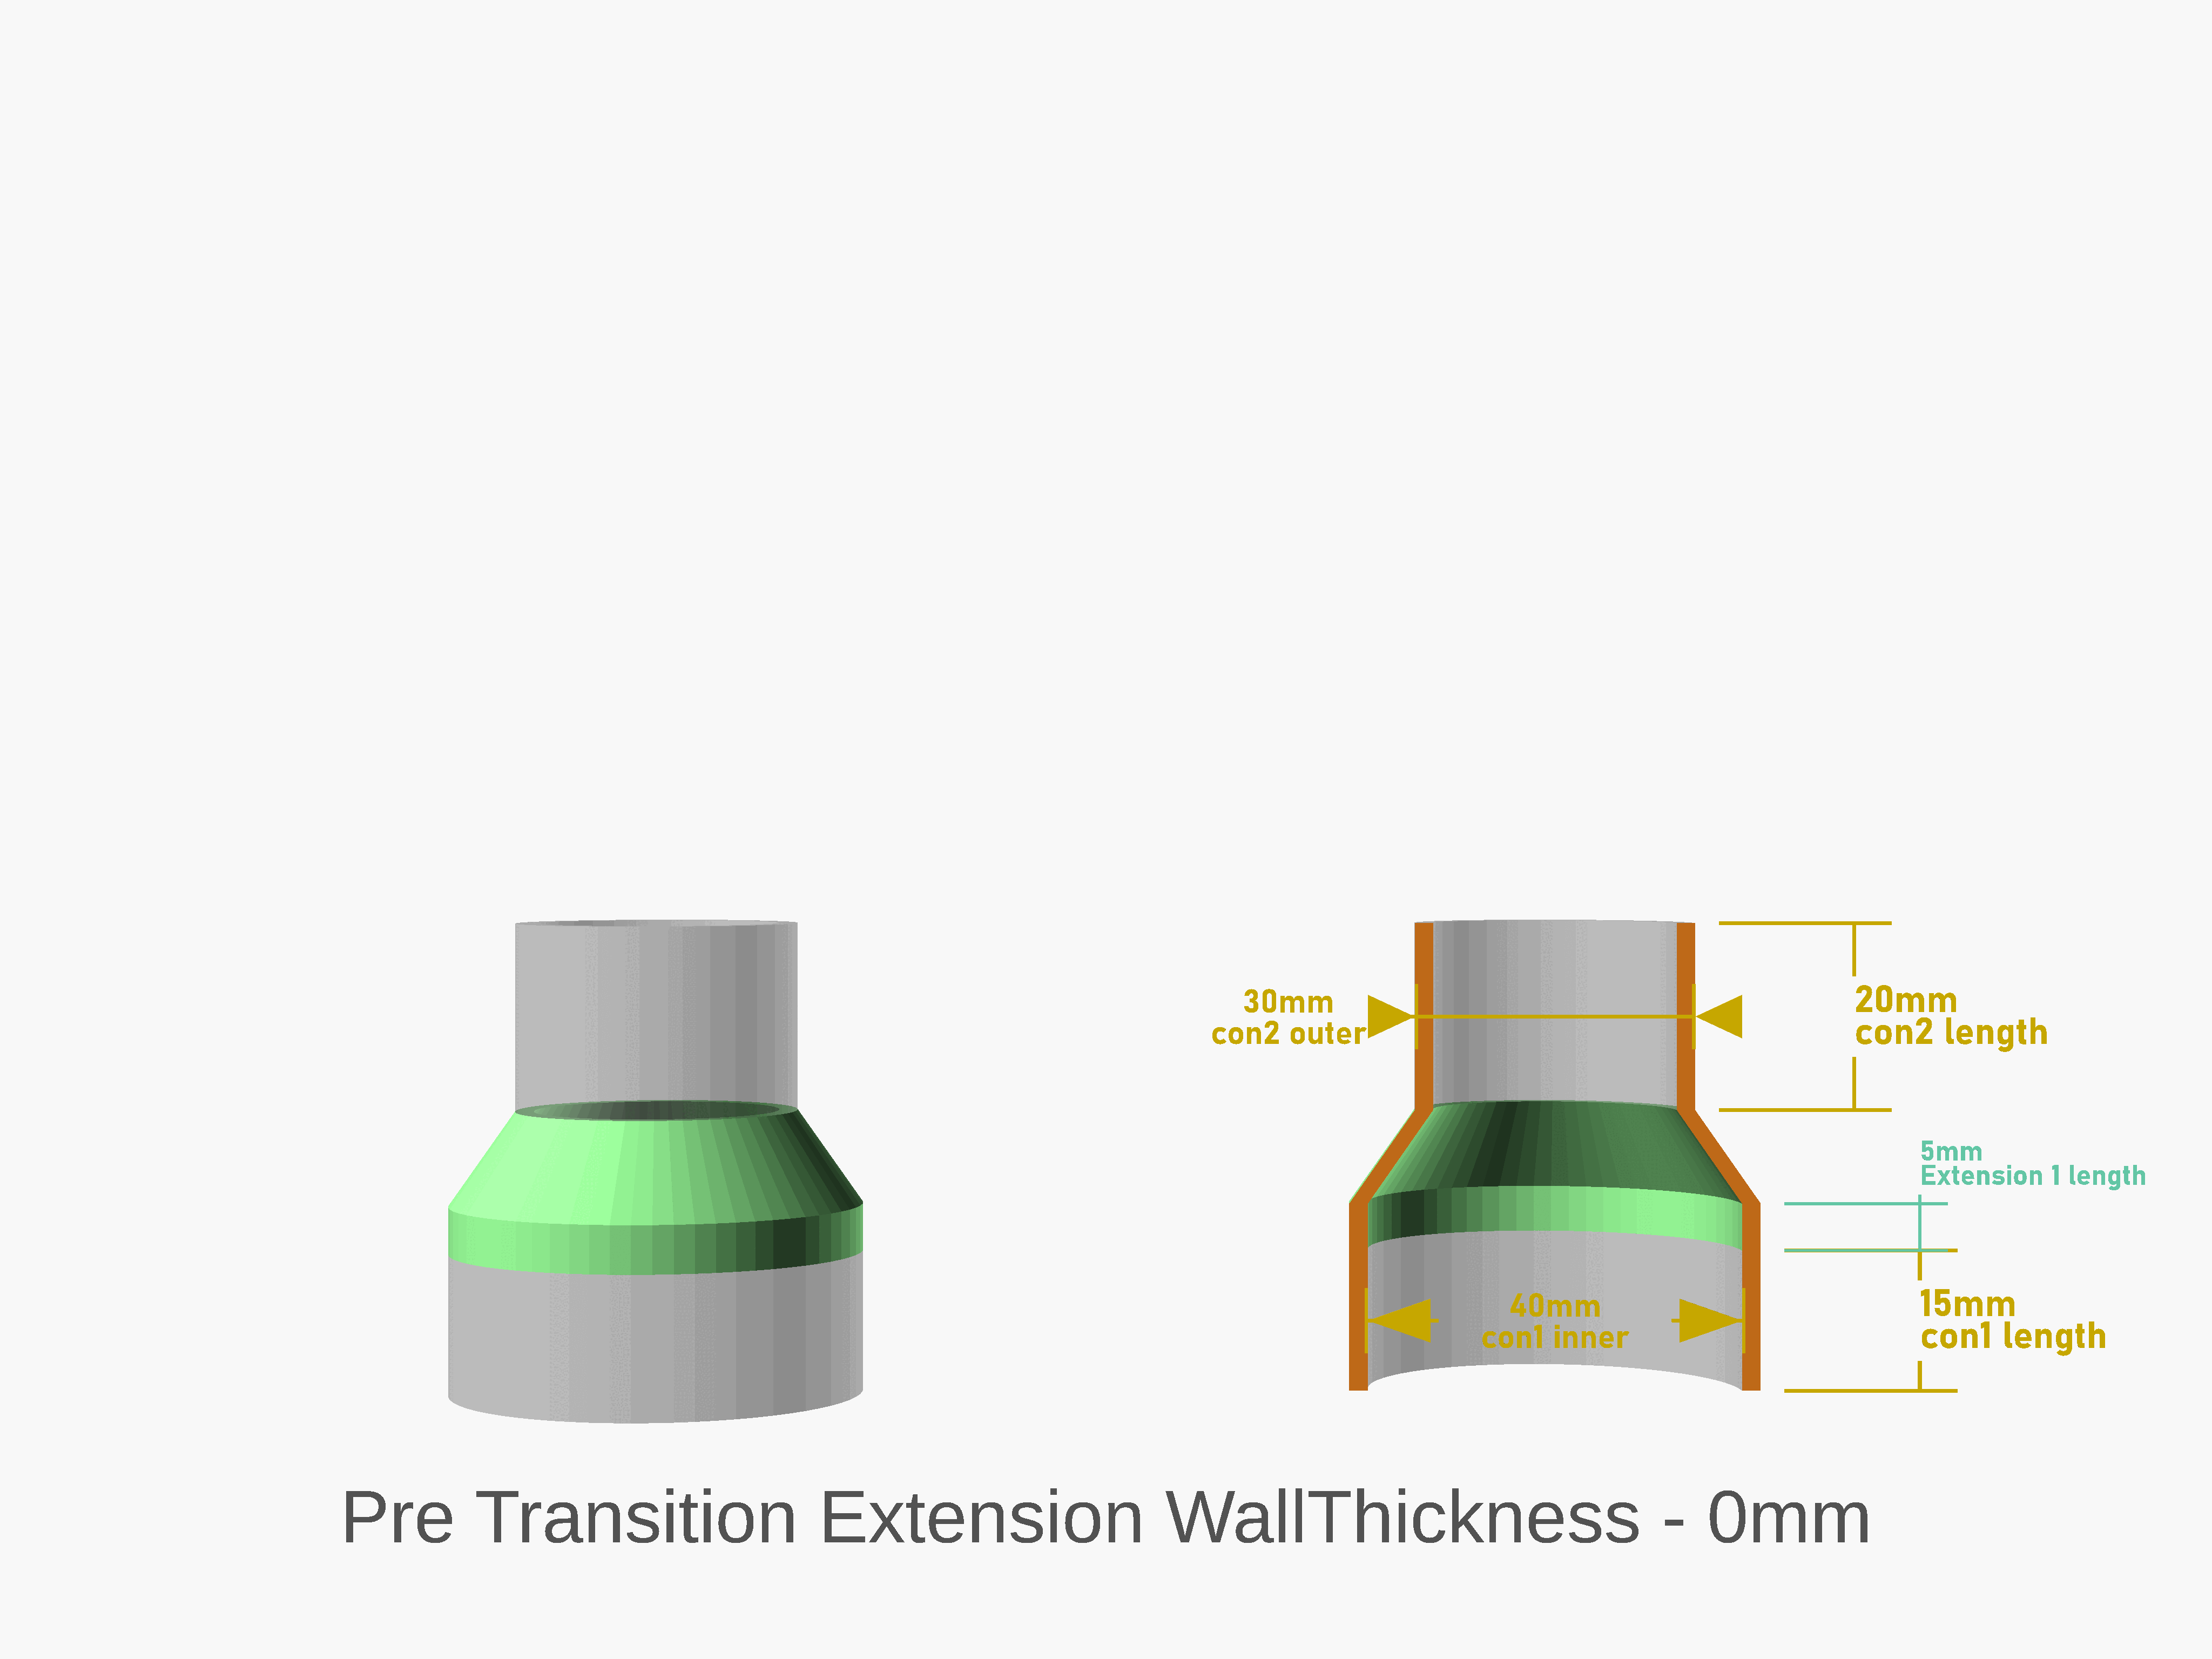 30mm
con2 outer
20mm
con2 length
5mm
Extension 1 length
40mm
con1 inner
15mm
con1 length
Pre Transition Extension WallThickness - 0mm